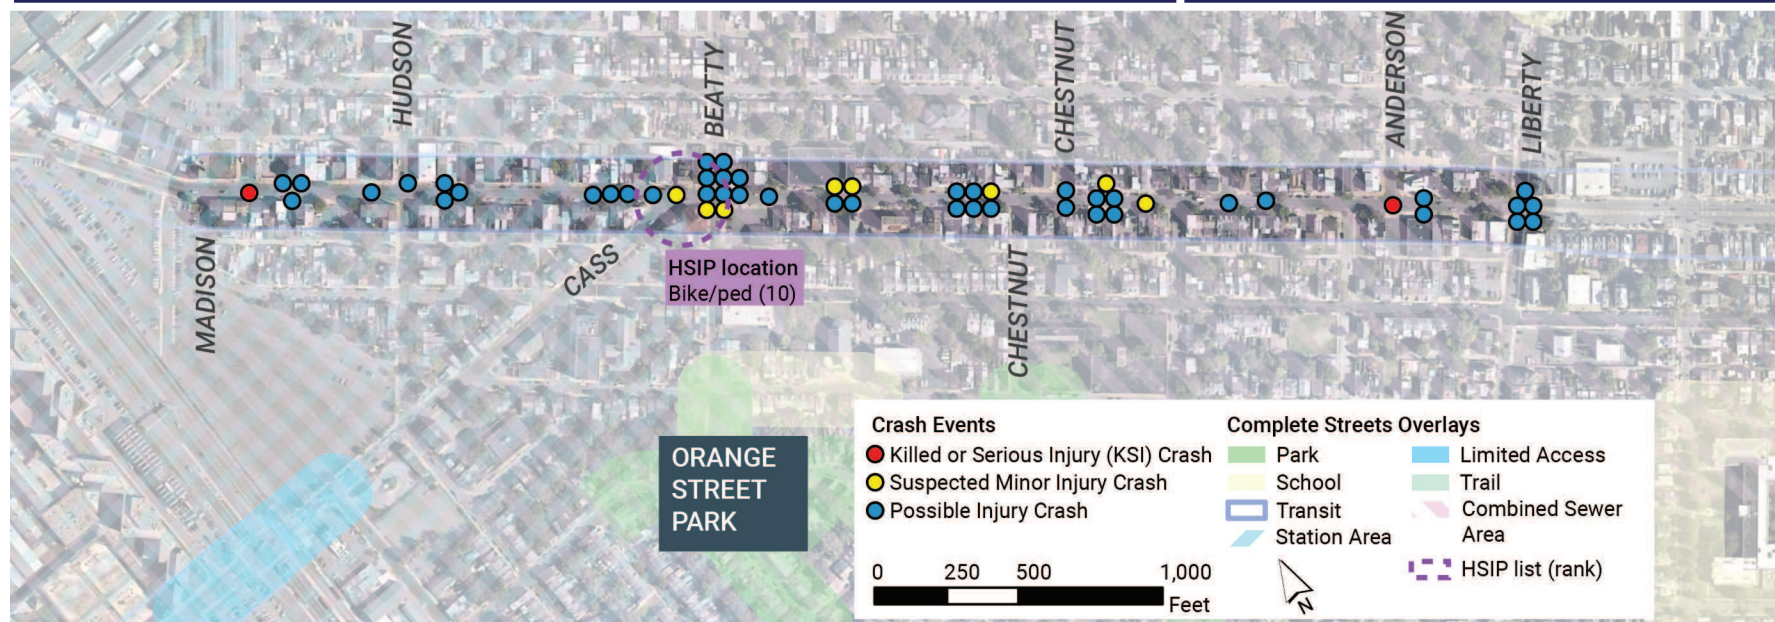 HUDSON
BEATTY
CHESTNUT
ANDERSON
LIBERTY
MADISON
CASS
CHESTNUT
HSIP location
Bike/ped (10)
ORANGE
STREET
PARK
Crash Events
Killed or Serious Injury (KSI) Crash
Suspected Minor Injury Crash
Possible Injury Crash
0 250 500 1,000
Feet
Complete Streets Overlays
Park
School
Transit
Station Area
Limited Access
Trail
Combined Sewer
Area
HSIP list (rank)
N